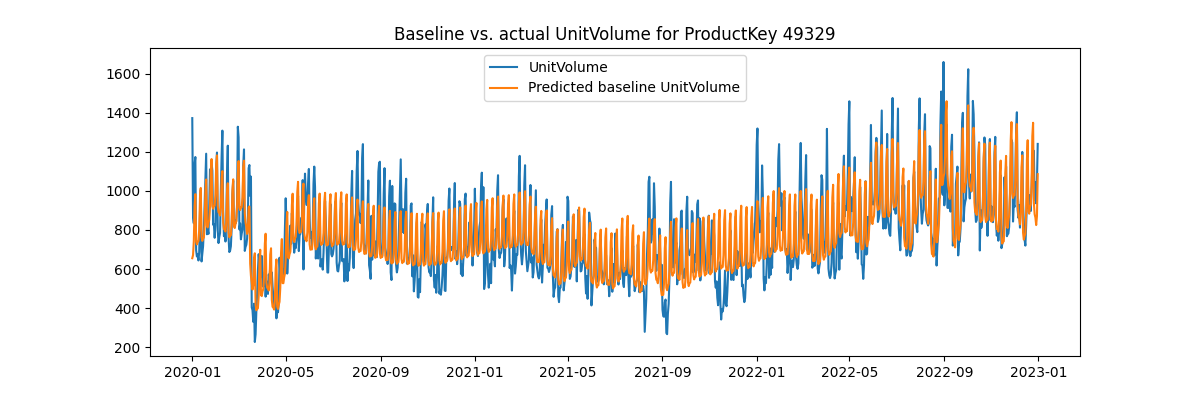 Baseline vs. actual UnitVolume for ProductKey 49329
UnitVolume
Predicted baseline UnitVolume
1600
1400
1200
1000
800
600
400
200
2020-01 2020-05 2020-09 2021-01 2021-05 2021-09 2022-01 2022-05 2022-09 2023-01